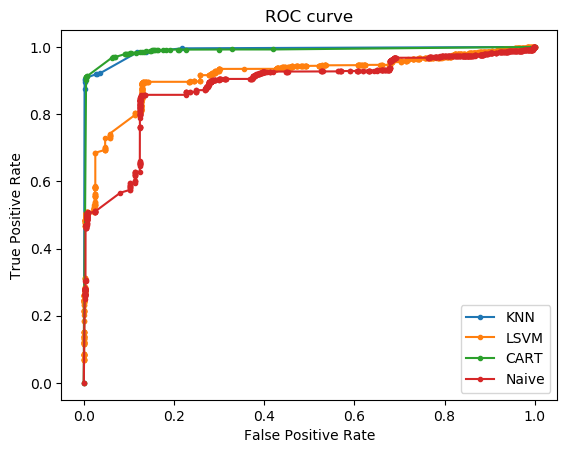 ROC curve
True Positive Rate
1.0
0.8
0.6
0.4
0.2
0.0
KNN
LSVM
CART
Naive
0.0 0.2 0.4 0.6 0.8 1.0
False Positive Rate